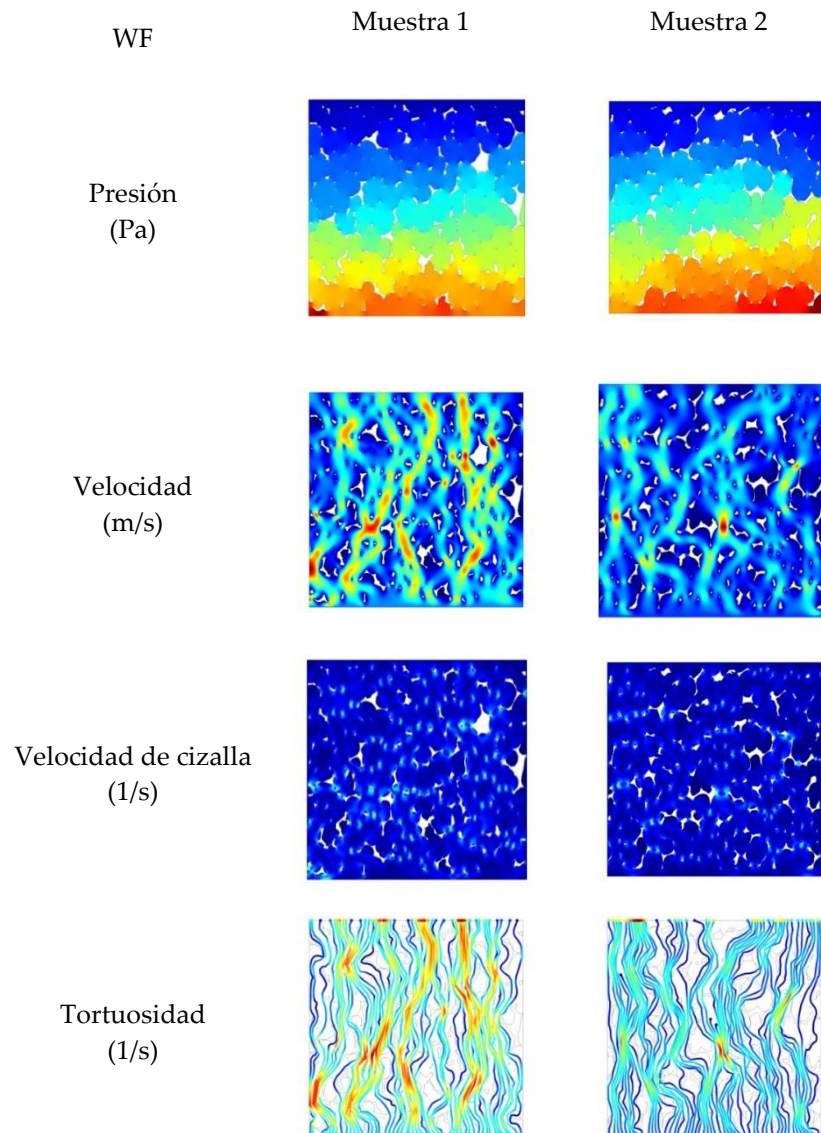 WF
Muestra 1
Muestra 2
Presión
(Pa)
Velocidad
(m/s)
Velocidad de cizalla
(1/s)
Tortuosidad
(1/s)